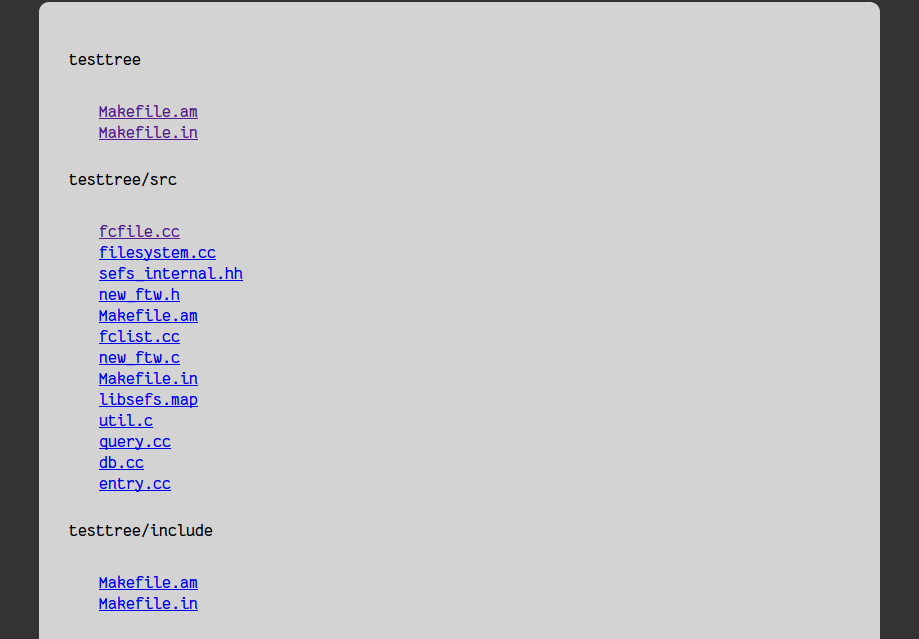 testtree
Makefile.am
Makefile.in
testtree/src
fcfile.cc
filesystem.cc
sefs_internal.hh
new_ftw.h
Makefile.am
fclist.cc
new_ftw.c
Makefile.in
libsefs.map
util.c
query.cc
db.cc
entry.cc
testtree/include
Makefile.am
Makefile.in